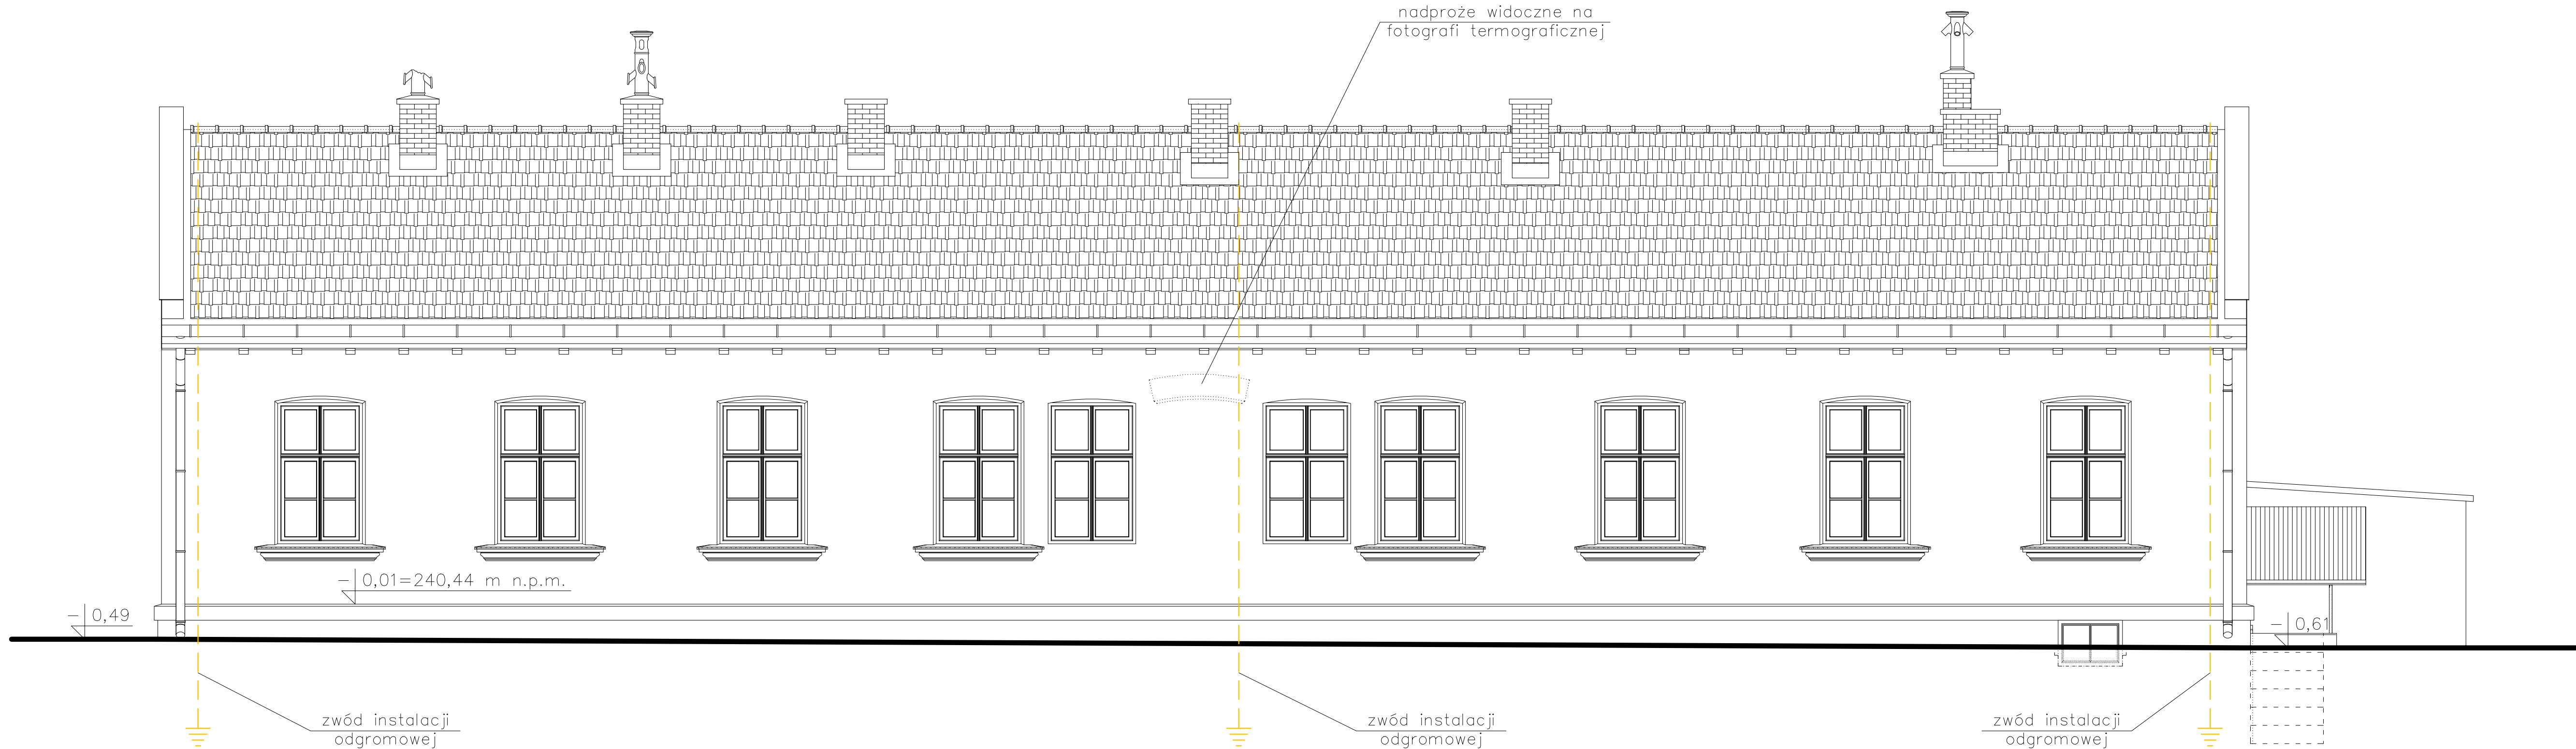 nadproże widoczne na
fotografi termograficznej
-0,01=240,44 m n.p.m.
-0,49
-0,61
zwód instalacji
odgromowej
zwód instalacji
odgromowej
zwód instalacji
odgromowej